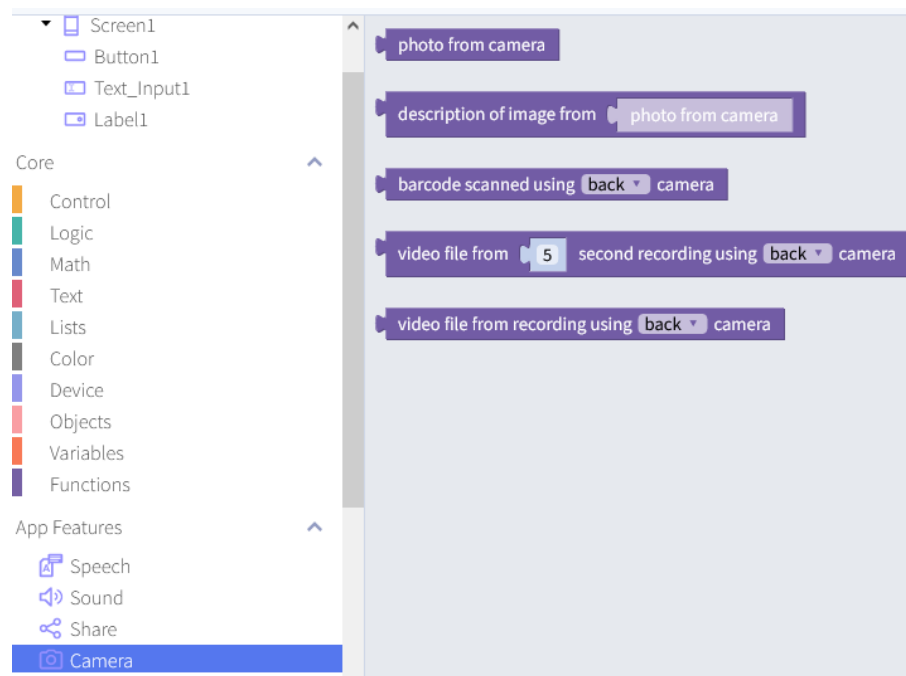 Screen1
Button1
Text_Input1
Label1
Core
Control
Logic
Math
Text
Lists
Color
Device
Objects
Variables
Functions
App Features
Speech
Sound
Share
Camera
photo from camera
description of image from photo from camera
barcode scanned using back camera
video file from 5 second recording using back camera
video file from recording using back camera